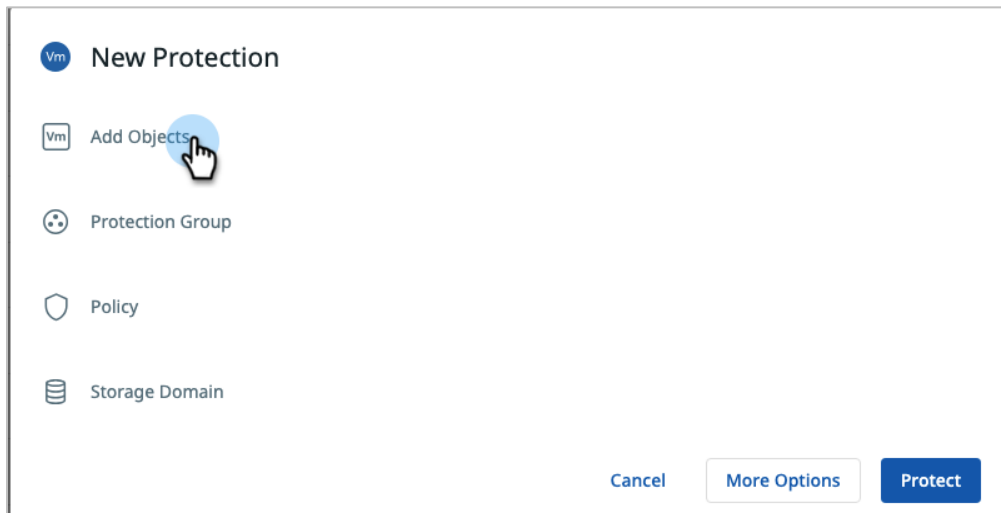 Vm New Protection
Vm Add Objects
Protection Group
Policy
Storage Domain
Cancel More Options Protect